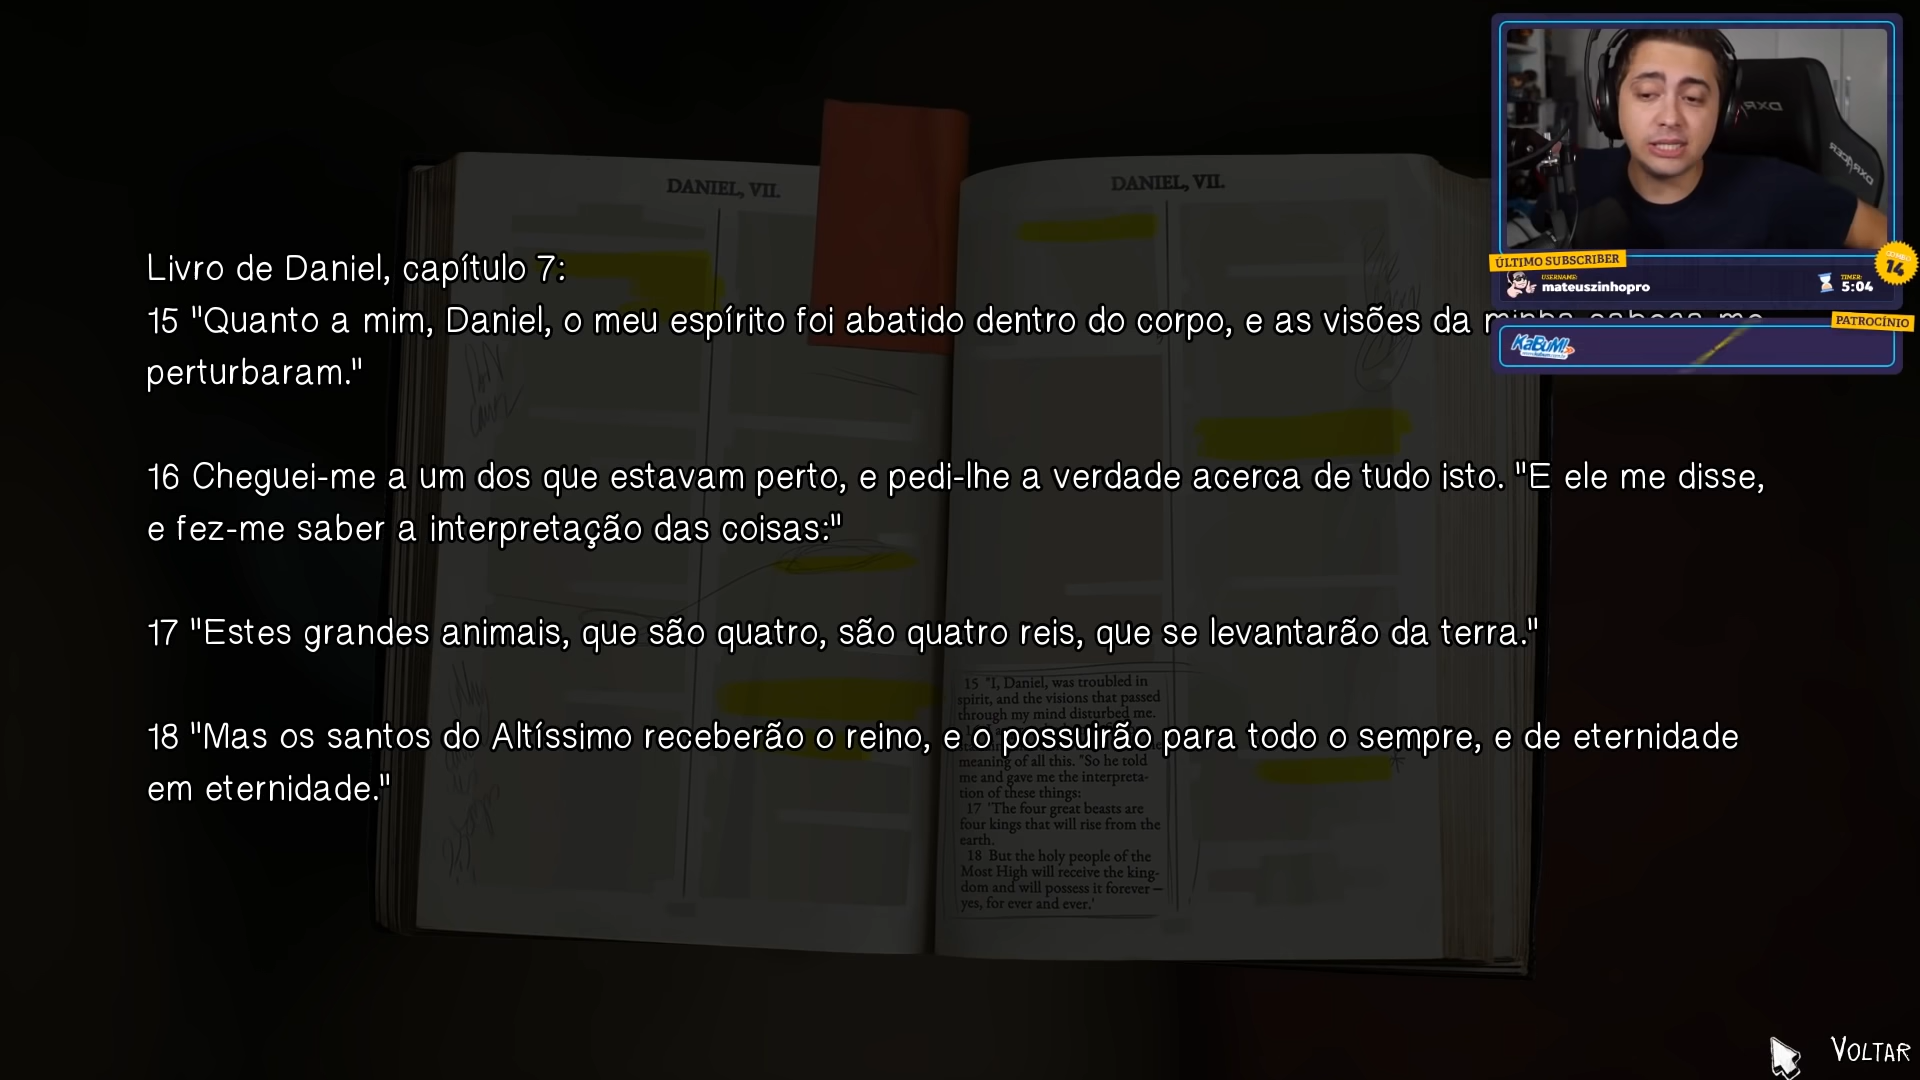 DANIEL, VII.
DANIEL, VII.
Livro de Daniel, capítulo 7:
15 "Quanto a mim, Daniel, o meu espírito foi abatido dentro do corpo, e as visões da
perturbaram."
16 Cheguei-me a um dos que estavam perto, e pedi-lhe a verdade acerca de tudo isto. "E ele me disse,
e fez-me saber a interpretação das coisas:"
17 "Estes grandes animais, que são quatro, são quatro reis, que se levantarão da terra."
18 "Mas os santos do Altíssimo receberão o reino, e o possuirão para todo o sempre, e de eternidade
em eternidade."
15 "I, Daniel, was troubled in
spirit, and the visions that passed
through my mind disturbed me.
meaning of all this. "So he told
me and gave me the interpreta-
tion of these things:
17 'The four great beasts are
four kings that will rise from the
earth.
18 But the holy people of the
Most High will receive the king-
dom and will possess it forever –
yes, for ever and ever.'
DXRACER
ÚLTIMO SUBSCRIBER
USERNAME:
mateuszinhopro
TIMER:
5:04
14
PATROCÍNIO
KaBuM!
VOLTAR